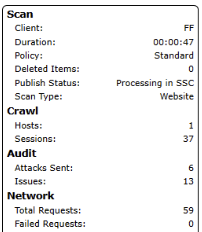 Scan
Client: FF
Duration: 00:00:47
Policy: Standard
Deleted Items: 0
Publish Status: Processing in SSC
Scan Type: Website
Crawl
Hosts: 1
Sessions: 37
Audit
Attacks Sent: 6
Issues: 13
Network
Total Requests: 59
Failed Requests: 0